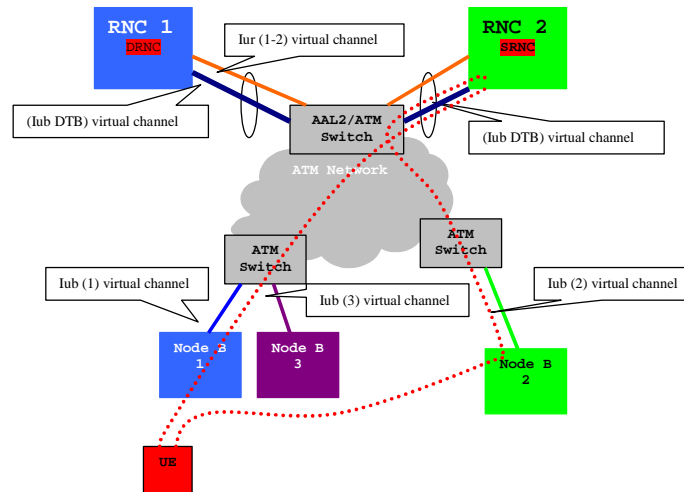 RNC 1
DRNC
Iur (1-2) virtual channel
RNC 2
SRNC
(Iub DTB) virtual channel
AAL2/ATM
Switch
(Iub DTB) virtual channel
ATM Network
ATM
Switch
ATM
Switch
Iub (1) virtual channel
Iub (3) virtual channel
Iub (2) virtual channel
Node B
1
Node B
3
Node B
2
UE